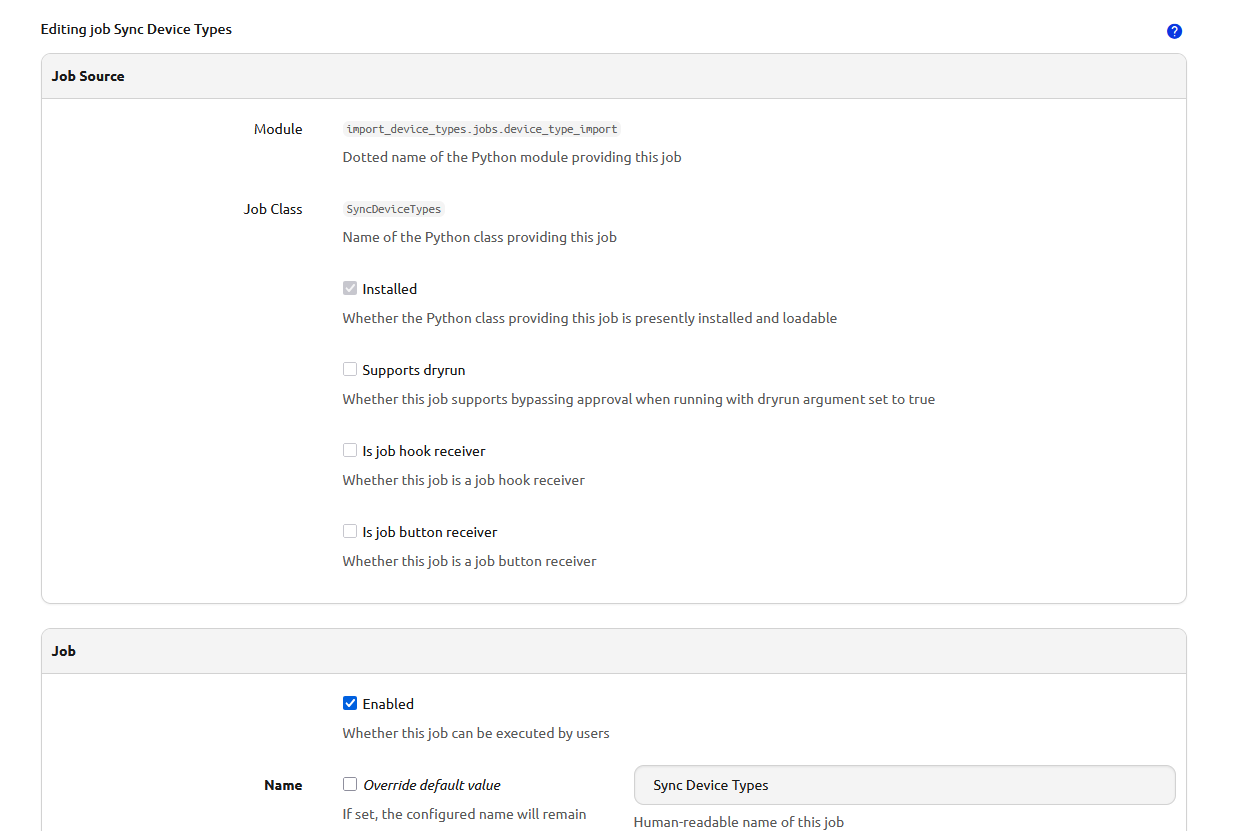 Editing job Sync Device Types
?
Job Source
Module
import_device_types.jobs.device_type_import
Dotted name of the Python module providing this job
Job Class
SyncDeviceTypes
Name of the Python class providing this job
Installed
Whether the Python class providing this job is presently installed and loadable
Supports dryrun
Whether this job supports bypassing approval when running with dryrun argument set to true
Is job hook receiver
Whether this job is a job hook receiver
Is job button receiver
Whether this job is a job button receiver
Job
Enabled
Whether this job can be executed by users
Name
Override default value
Sync Device Types
If set, the configured name will remain
Human-readable name of this job